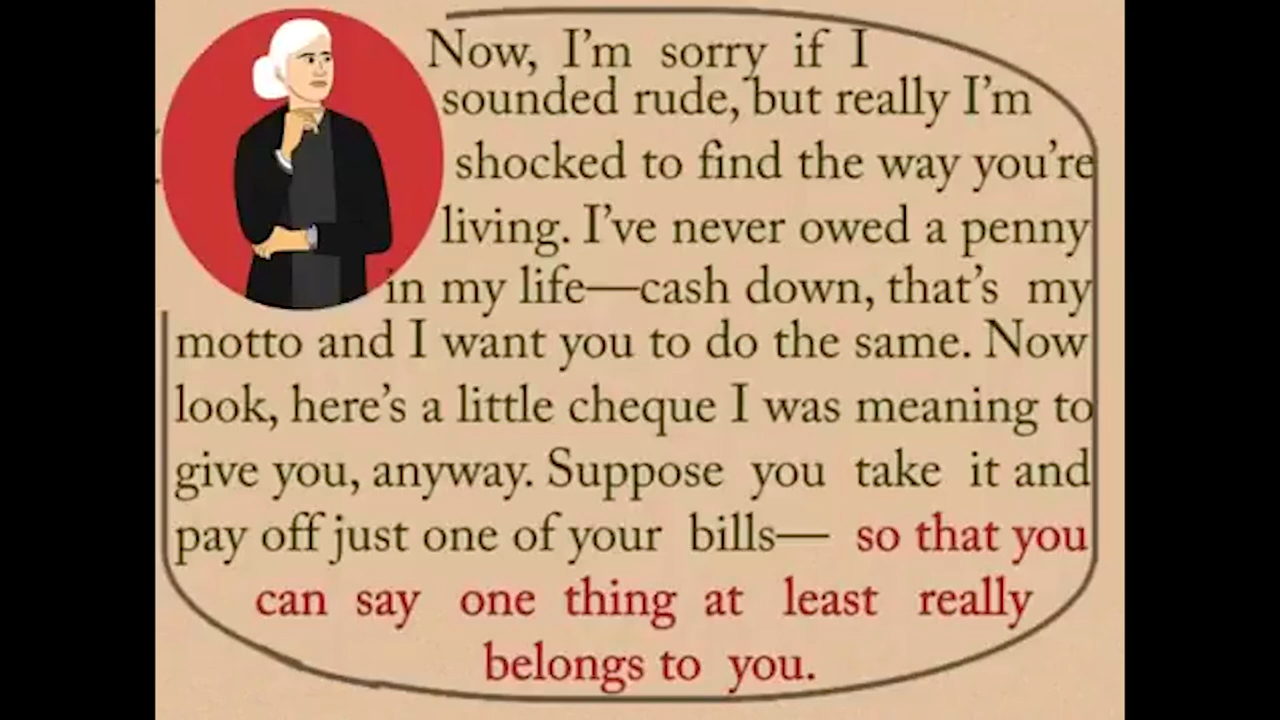 Now, I'm sorry if I
sounded rude, but really I'm
shocked to find the way you're
living. I've never owed a penny
in my life—cash down, that's my
motto and I want you to do the same. Now
look, here's a little cheque I was meaning to
give you, anyway. Suppose you take it and
pay off just one of your bills— so that you
can say one thing at least really
belongs to you.